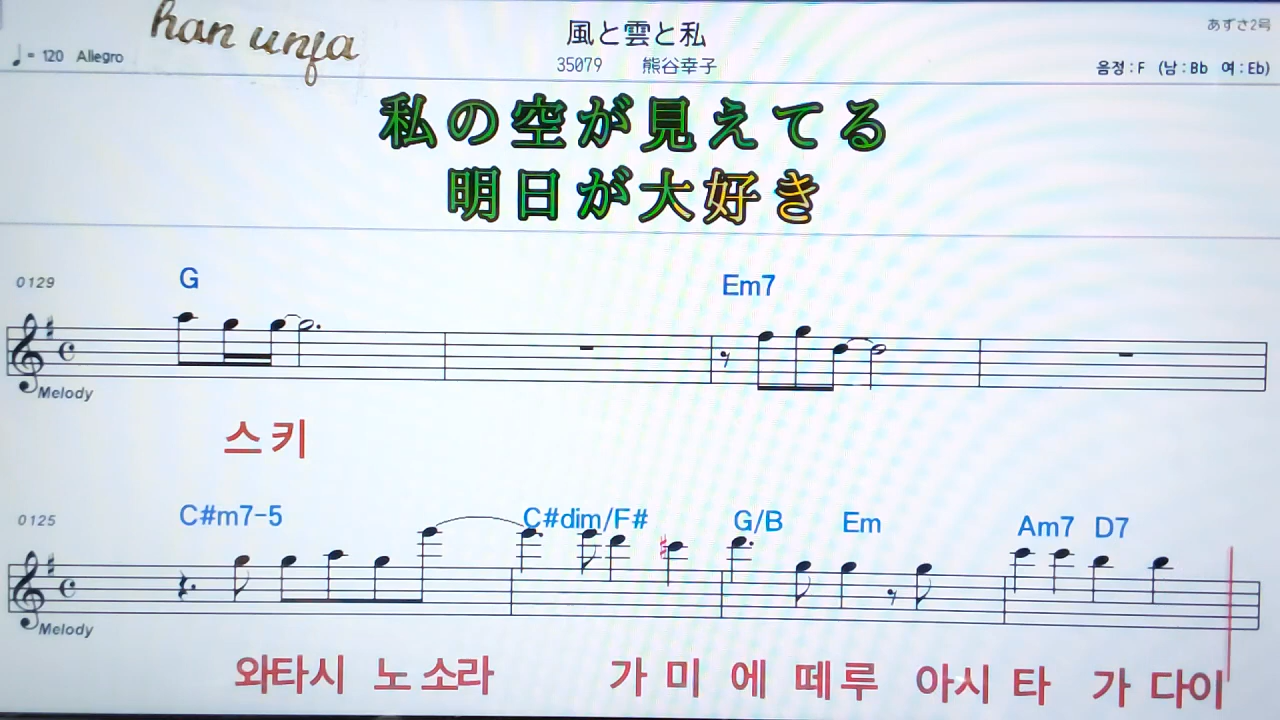 han unja
風と雲と私
あずさ2号
♩= 120 Allegro
35079 熊谷幸子
음정 : F (남 : Bb 여 : Eb)
私の空が見えてる
明日が大好き
0129
G Em7
Melody
스키
0125
C#m7-5 C#dim/F# G/B Em Am7 D7
Melody
와타시 노 소라 가 미 에 떼루 아시 타 가 다이